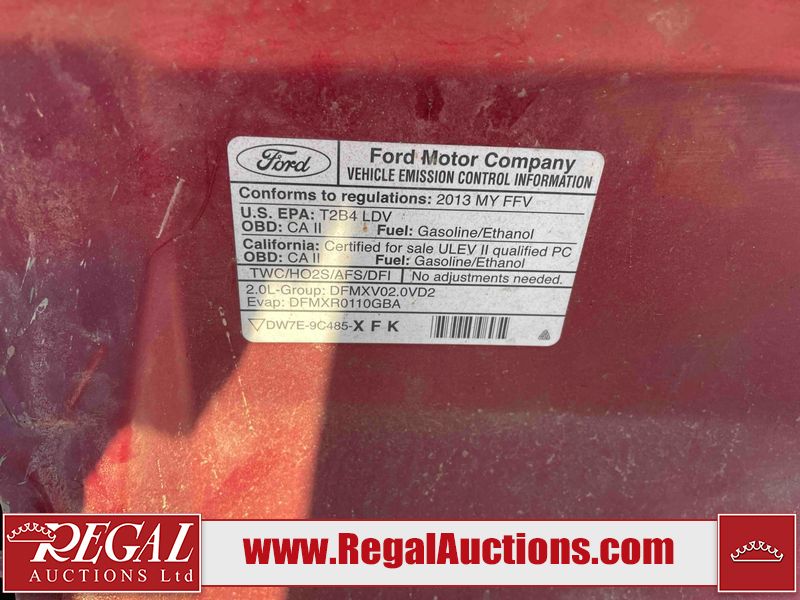 Ford
Ford Motor Company
VEHICLE EMISSION CONTROL INFORMATION
Conforms to regulations: 2013 MY FFV
U.S. EPA: T2B4 LDV
OBD: CA II Fuel: Gasoline/Ethanol
California: Certified for sale ULEV II qualified PC
OBD: CA II Fuel: Gasoline/Ethanol
TWC/HO2S/AFS/DFI No adjustments needed.
2.0L-Group: DFMXV02.0VD2
Evap: DFMXR0110GBA
DW7E-9C485-X F K
REGAL
AUCTIONS Ltd
www.RegalAuctions.com